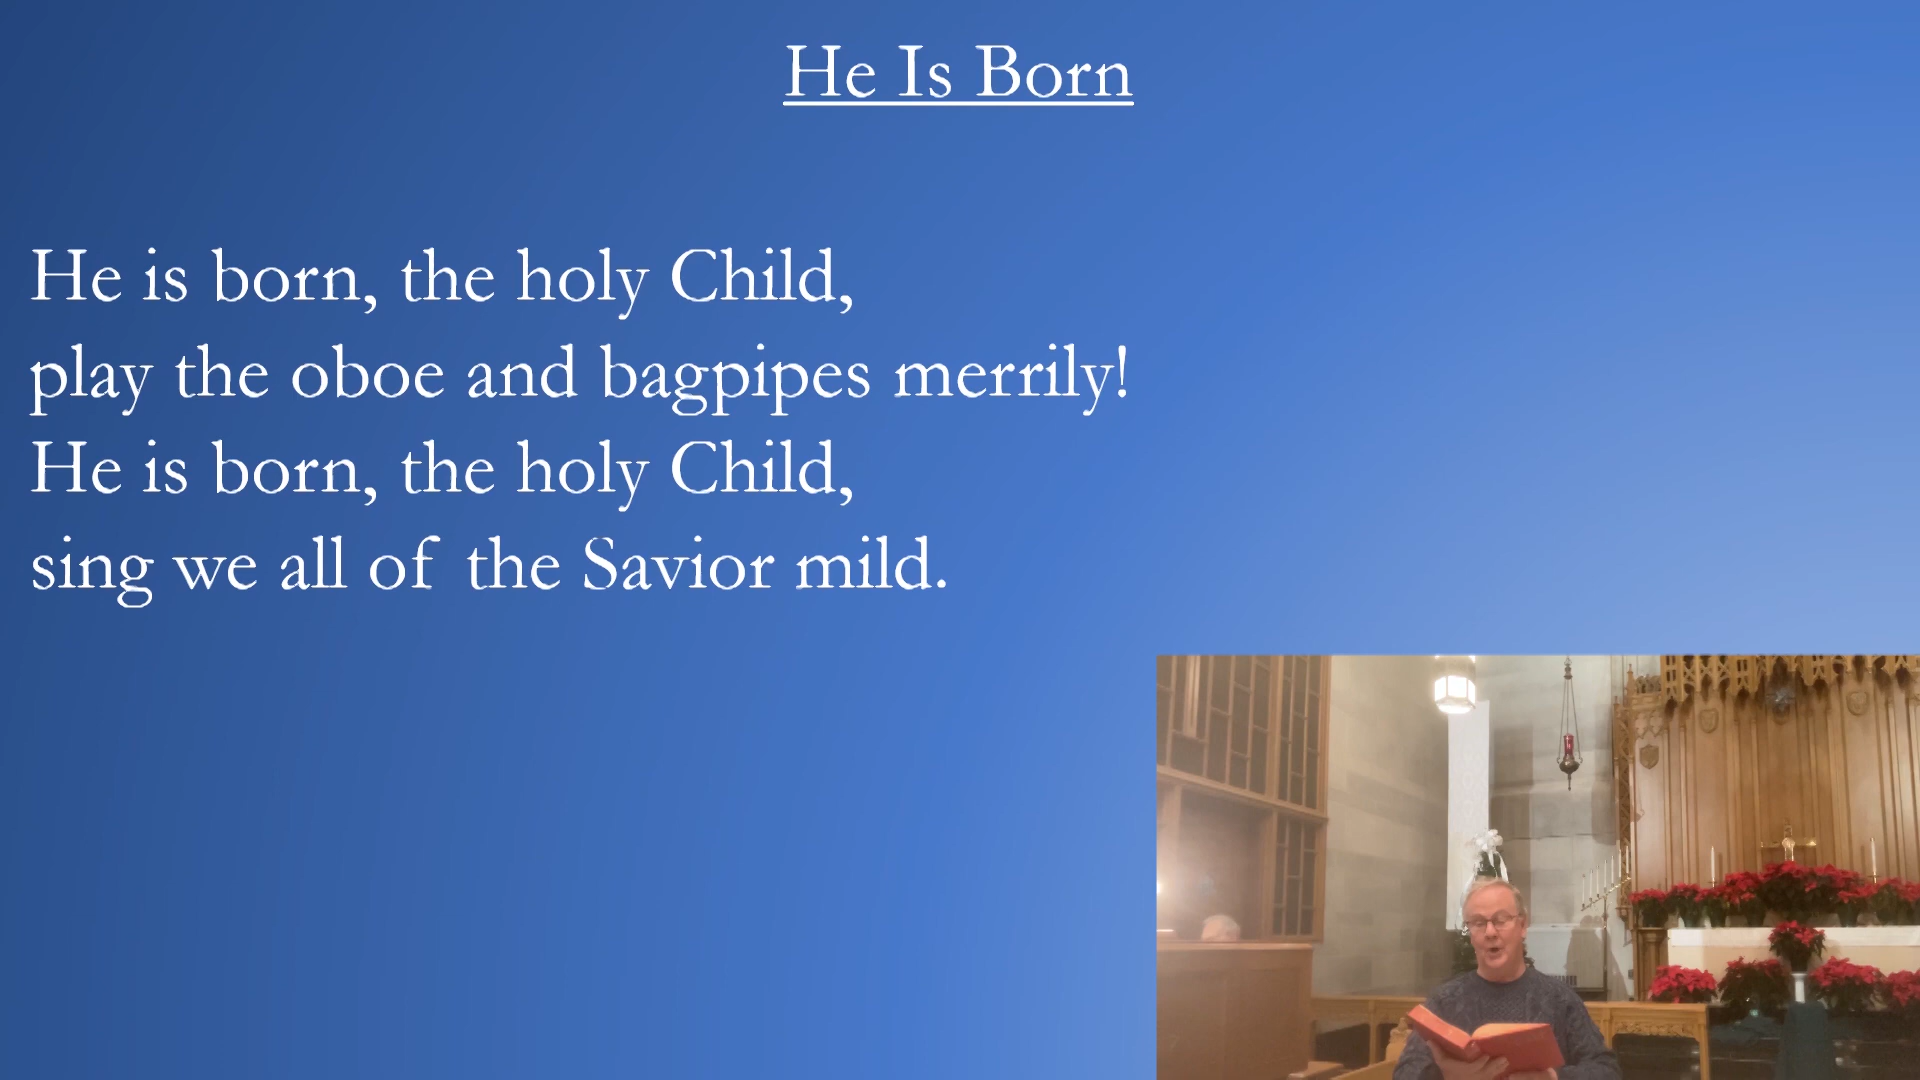 He Is Born
He is born, the holy Child,
play the oboe and bagpipes merrily!
He is born, the holy Child,
sing we all of the Savior mild.